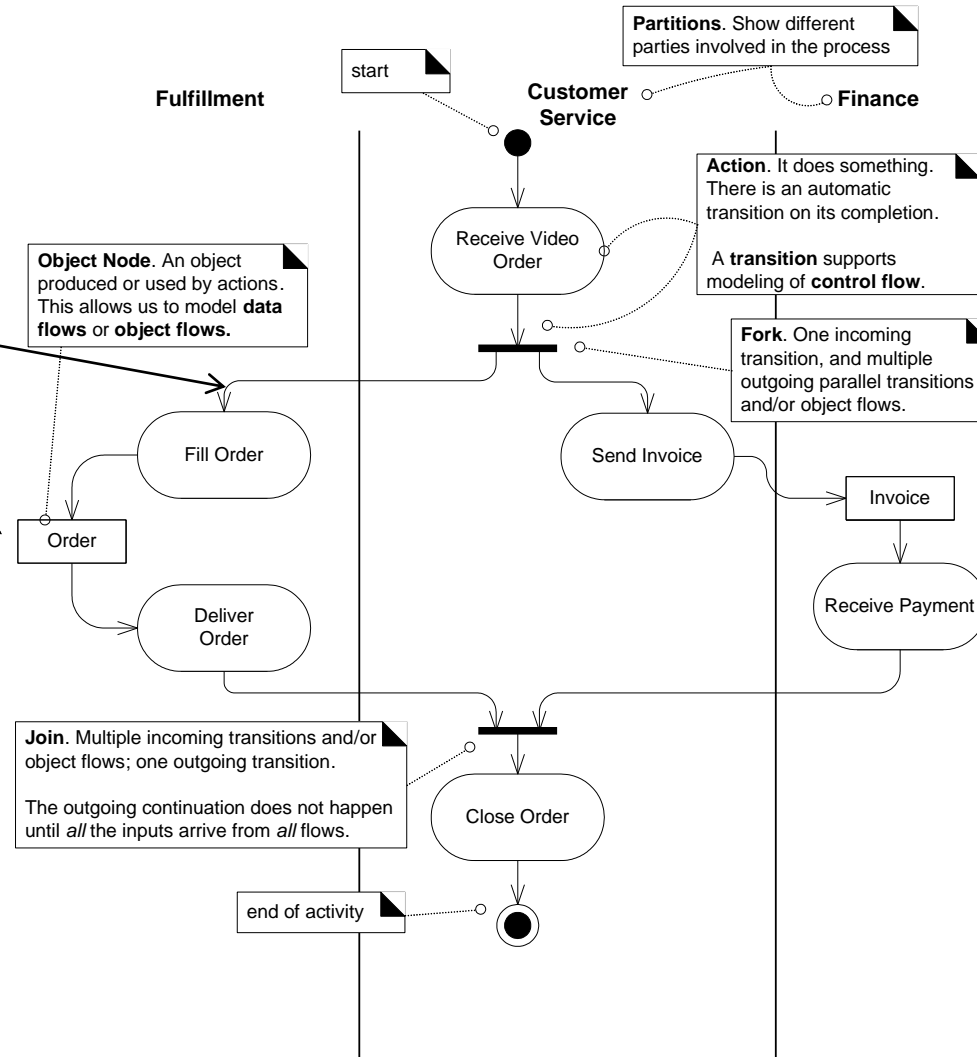 Partitions. Show different
parties involved in the process
start
Fulfillment
Customer
Service
Finance
Action. It does something.
There is an automatic
transition on its completion.
A transition supports
modeling of control flow.
Receive Video
Order
Object Node. An object
produced or used by actions.
This allows us to model data
flows or object flows.
Fork. One incoming
transition, and multiple
outgoing parallel transitions
and/or object flows.
Fill Order
Send Invoice
Invoice
Order
Deliver
Order
Receive Payment
Join. Multiple incoming transitions and/or
object flows; one outgoing transition.
The outgoing continuation does not happen
until all the inputs arrive from all flows.
Close Order
end of activity